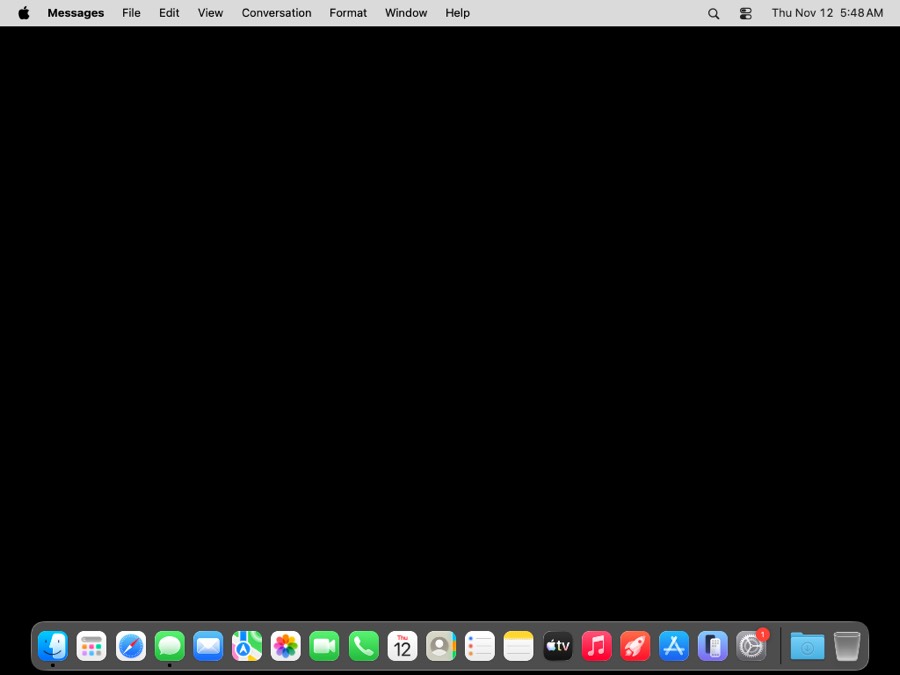 Messages File Edit View Conversation Format Window Help Thu Nov 12 5:48 AM
Thu
12
tv
1